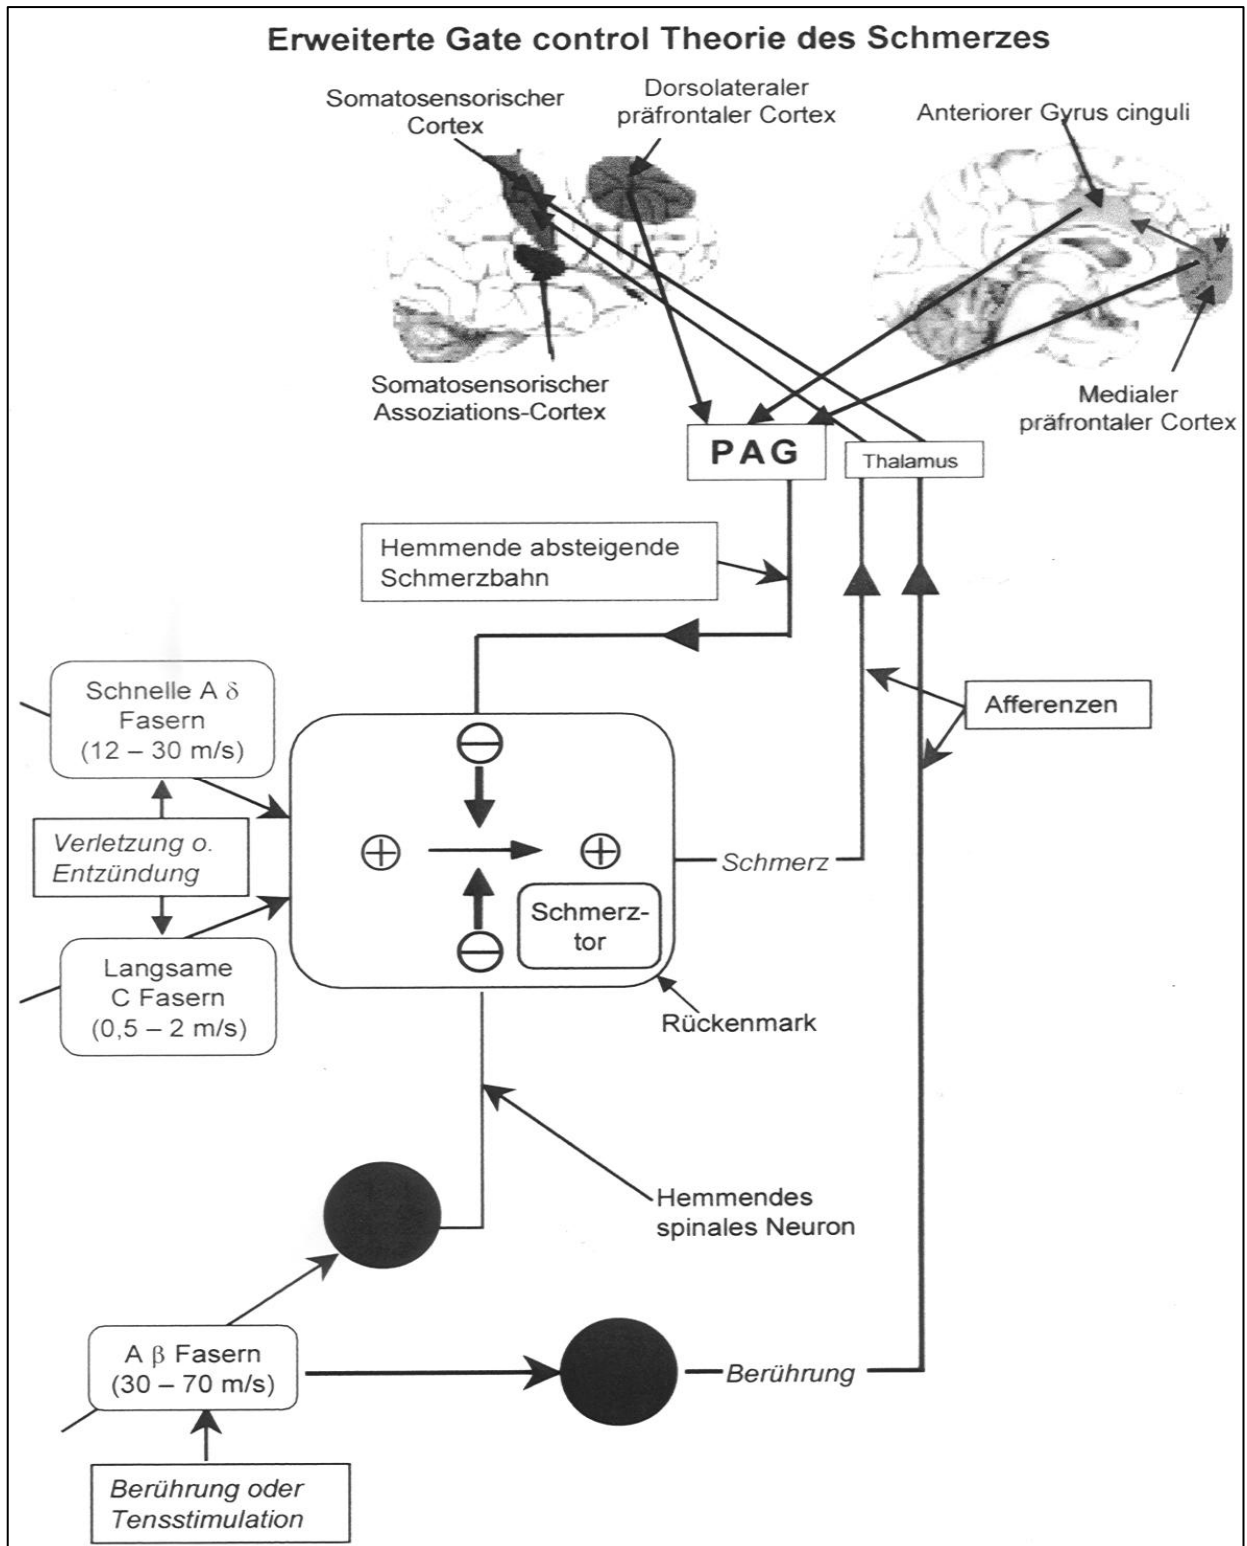 Erweiterte Gate control Theorie des Schmerzes
Somatosensorischer
Cortex
Dorsolateraler
präfrontaler Cortex
Anteriorer Gyrus cinguli
Somatosensorischer
Assoziations-Cortex
Medialer
präfrontaler Cortex
PAG
Thalamus
Hemmende absteigende
Schmerzbahn
Schnelle A δ
Fasern
(12 – 30 m/s)
Afferenzen
Verletzung o.
Entzündung
Schmerz
Schmerz-
tor
Langsame
C Fasern
(0,5 – 2 m/s)
Rückenmark
Hemmendes
spinales Neuron
A β Fasern
(30 – 70 m/s)
Berührung
Berührung oder
Tensstimulation